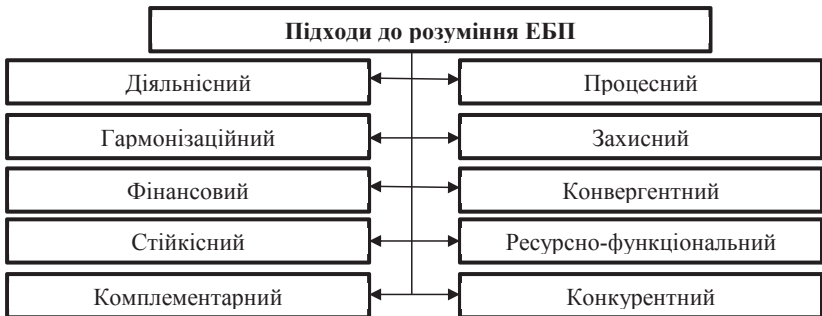 Підходи до розуміння ЕБП
Діяльнісний
Процесний
Гармонізаційний
Захисний
Фінансовий
Конвергентний
Стійкісний
Ресурсно-функціональний
Комплементарний
Конкурентний